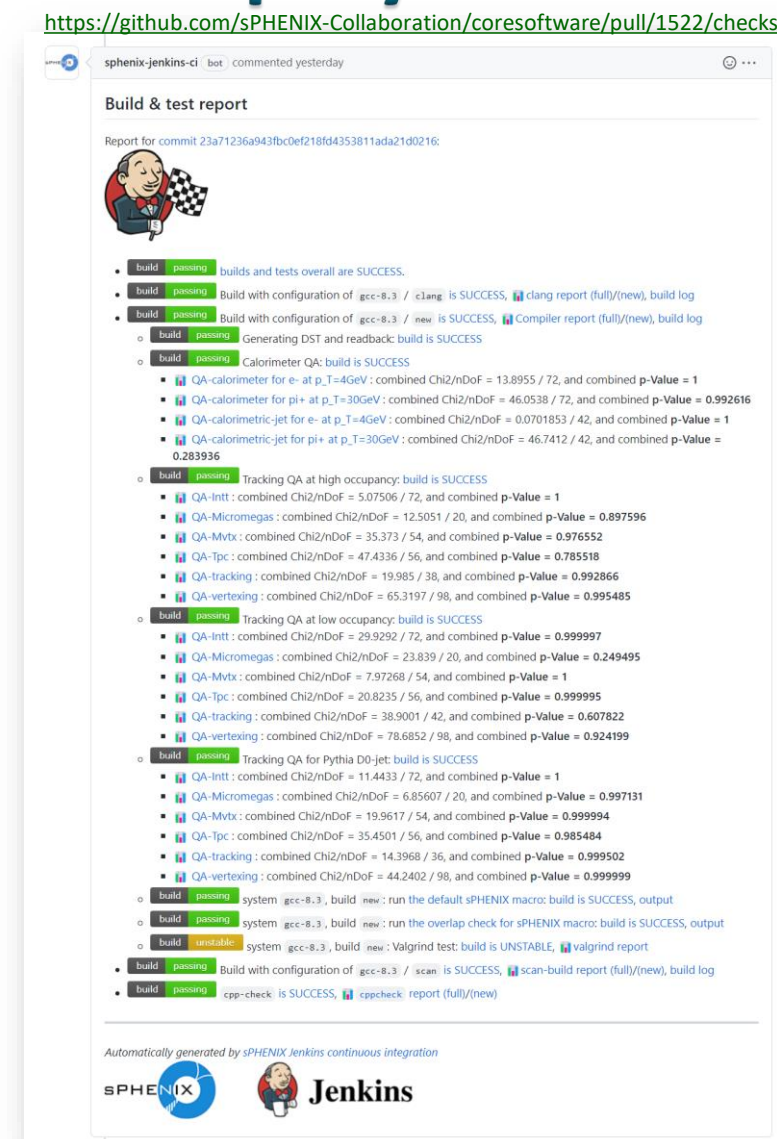 https://github.com/sPHENIX-Collaboration/coresoftware/pull/1522/checks
sphenix-jenkins-ci bot commented yesterday
Build & test report
Report for commit 23a71236a943fbc0ef218fd4353811ada21d0216:
build passing builds and tests overall are SUCCESS.
build passing Build with configuration of gcc-8.3 / clang is SUCCESS, clang report (full)/(new), build log
build passing Build with configuration of gcc-8.3 / new is SUCCESS, Compiler report (full)/(new), build log
build passing Generating DST and readback: build is SUCCESS
build passing Calorimeter QA: build is SUCCESS
QA-calorimeter for e- at p_T=4GeV : combined Chi2/nDoF = 13.8955 / 72, and combined p-Value = 1
QA-calorimeter for pi+ at p_T=30GeV : combined Chi2/nDoF = 46.0538 / 72, and combined p-Value = 0.992616
QA-calorimetric-jet for e- at p_T=4GeV : combined Chi2/nDoF = 0.0701853 / 42, and combined p-Value = 1
QA-calorimetric-jet for pi+ at p_T=30GeV : combined Chi2/nDoF = 46.7412 / 42, and combined p-Value =
0.283936
build passing Tracking QA at high occupancy: build is SUCCESS
QA-Intt : combined Chi2/nDoF = 5.07506 / 72, and combined p-Value = 1
QA-Micromegas : combined Chi2/nDoF = 12.5051 / 20, and combined p-Value = 0.897596
QA-Mvtx : combined Chi2/nDoF = 35.373 / 54, and combined p-Value = 0.976552
QA-Tpc : combined Chi2/nDoF = 47.4336 / 56, and combined p-Value = 0.785518
QA-tracking : combined Chi2/nDoF = 19.985 / 38, and combined p-Value = 0.992866
QA-vertexing : combined Chi2/nDoF = 65.3197 / 98, and combined p-Value = 0.995485
build passing Tracking QA at low occupancy: build is SUCCESS
QA-Intt : combined Chi2/nDoF = 29.9292 / 72, and combined p-Value = 0.999997
QA-Micromegas : combined Chi2/nDoF = 23.839 / 20, and combined p-Value = 0.249495
QA-Mvtx : combined Chi2/nDoF = 7.97268 / 54, and combined p-Value = 1
QA-Tpc : combined Chi2/nDoF = 20.8235 / 56, and combined p-Value = 0.999995
QA-tracking : combined Chi2/nDoF = 38.9001 / 42, and combined p-Value = 0.607822
QA-vertexing : combined Chi2/nDoF = 78.6852 / 98, and combined p-Value = 0.924199
build passing Tracking QA for Pythia D0-jet: build is SUCCESS
QA-Intt : combined Chi2/nDoF = 11.4433 / 72, and combined p-Value = 1
QA-Micromegas : combined Chi2/nDoF = 6.85607 / 20, and combined p-Value = 0.997131
QA-Mvtx : combined Chi2/nDoF = 19.9617 / 54, and combined p-Value = 0.999994
QA-Tpc : combined Chi2/nDoF = 35.4501 / 56, and combined p-Value = 0.985484
QA-tracking : combined Chi2/nDoF = 14.3968 / 36, and combined p-Value = 0.999502
QA-vertexing : combined Chi2/nDoF = 44.2402 / 98, and combined p-Value = 0.999999
build passing system gcc-8.3 , build new : run the default sPHENIX macro: build is SUCCESS, output
build passing system gcc-8.3 , build new : run the overlap check for sPHENIX macro: build is SUCCESS, output
build unstable system gcc-8.3 , build new : Valgrind test: build is UNSTABLE, valgrind report
build passing Build with configuration of gcc-8.3 / scan is SUCCESS, scan-build report (full)/(new), build log
build passing cpp-check is SUCCESS, cppcheck report (full)/(new)
Automatically generated by sPHENIX Jenkins continuous integration
SPHENIX Jenkins